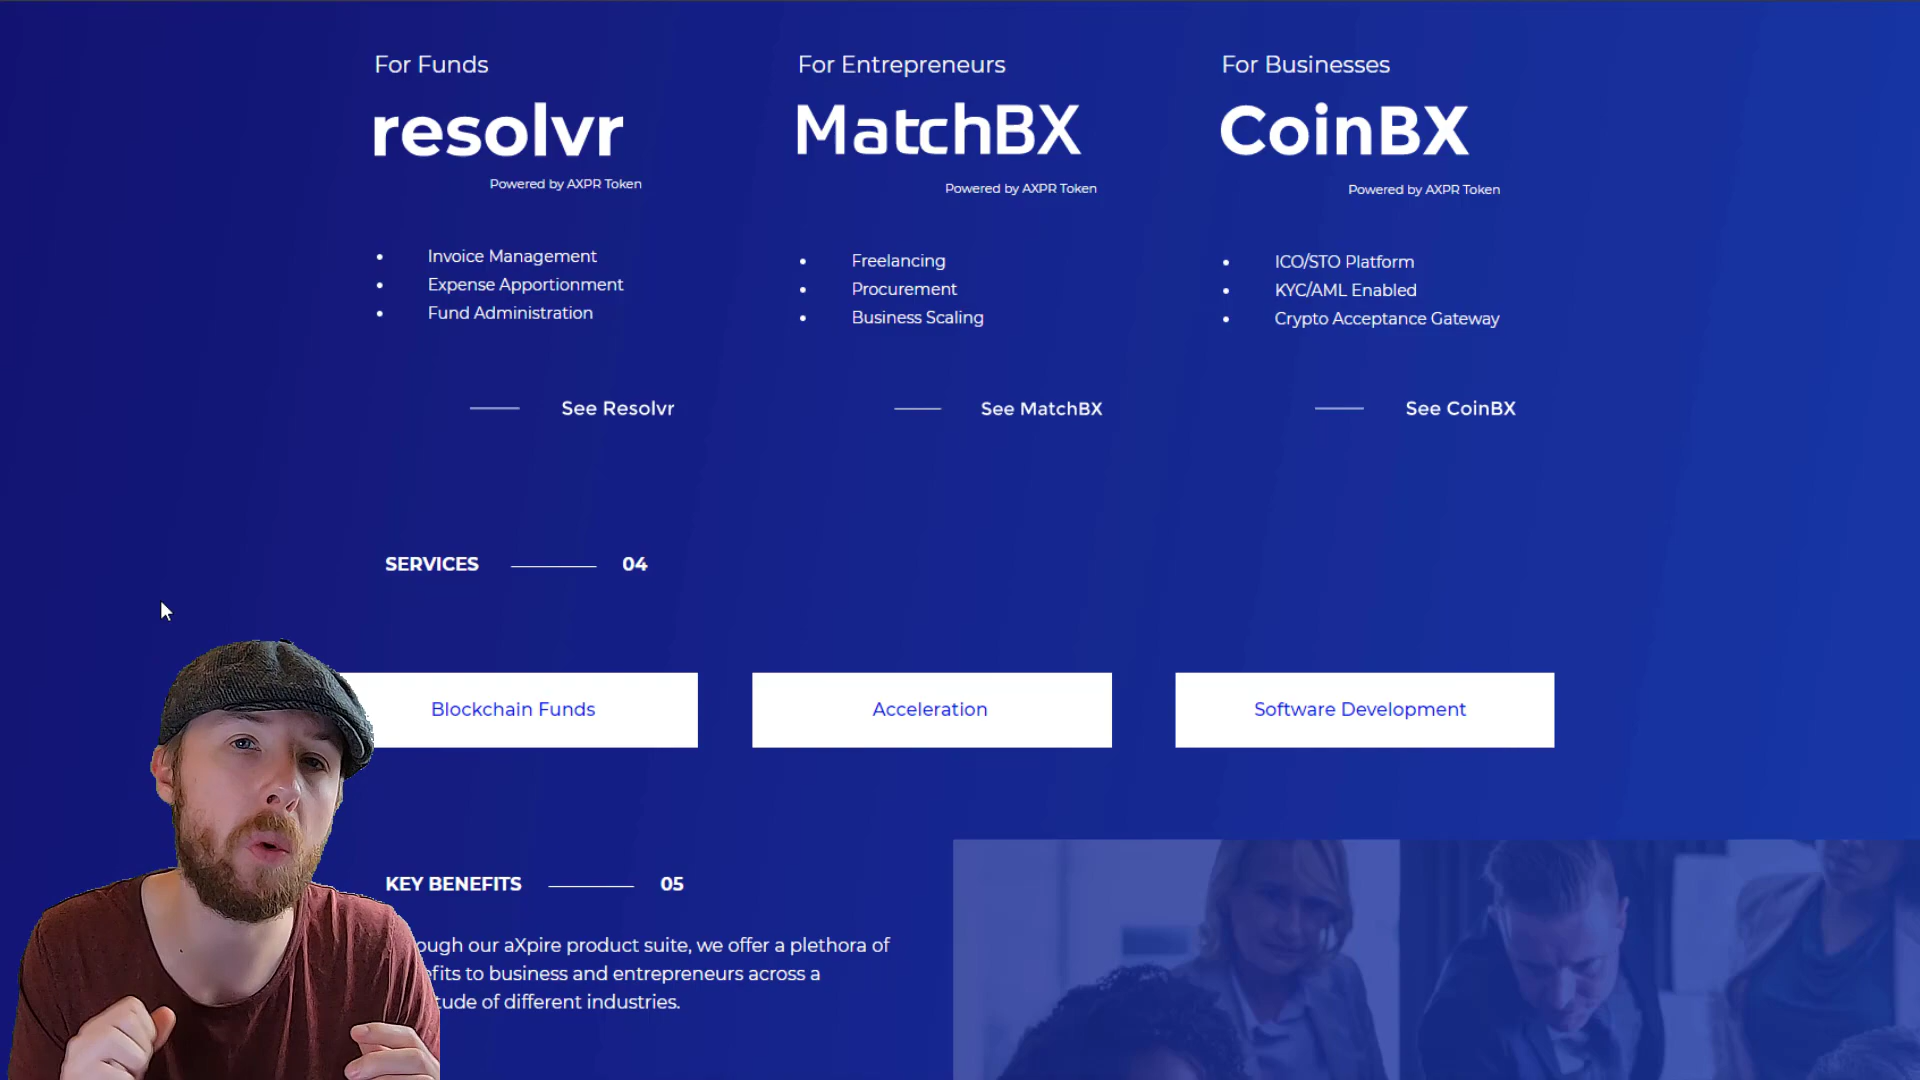 For Funds
resolvr
Powered by AXPR Token
Invoice Management
Expense Apportionment
Fund Administration
See Resolvr
For Entrepreneurs
MatchBX
Powered by AXPR Token
Freelancing
Procurement
Business Scaling
See MatchBX
For Businesses
CoinBX
Powered by AXPR Token
ICO/STO Platform
KYC/AML Enabled
Crypto Acceptance Gateway
See CoinBX
SERVICES 04
Blockchain Funds
Acceleration
Software Development
KEY BENEFITS 05
our aXpire product suite, we offer a plethora of
to business and entrepreneurs across a
of different industries.